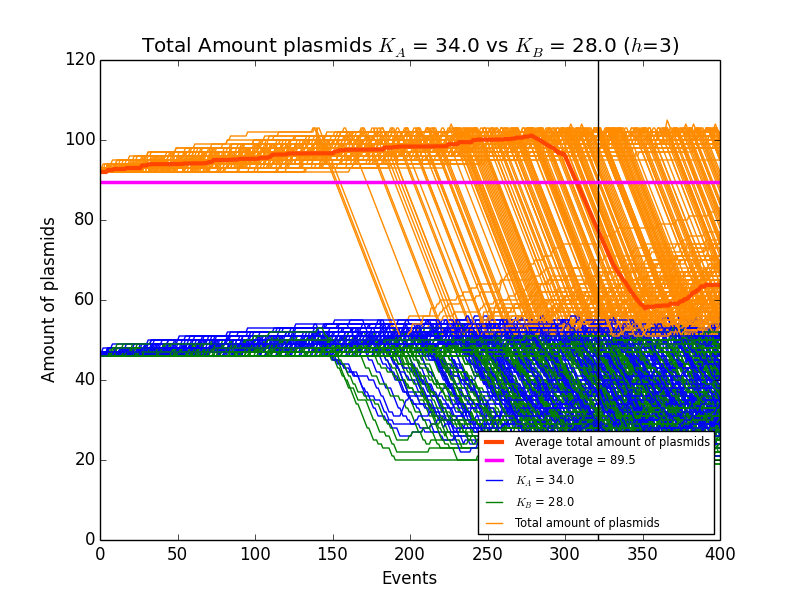 Total Amount plasmids K_A = 34.0 vs K_B = 28.0 (h=3)
120
100
80
60
40
20
0
Amount of plasmids
Average total amount of plasmids
Total average = 89.5
K_A = 34.0
K_B = 28.0
Total amount of plasmids
0 50 100 150 200 250 300 350 400
Events